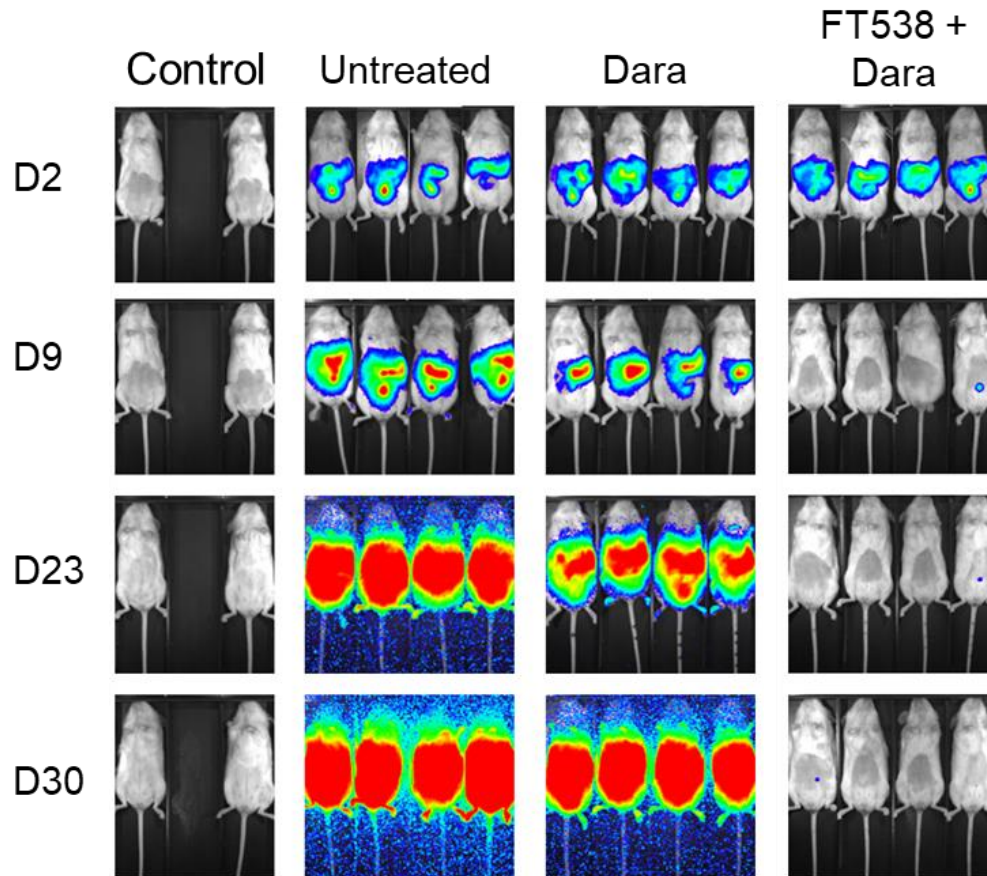 Control
Untreated
Dara
FT538 +
Dara
D2
D9
D23
D30